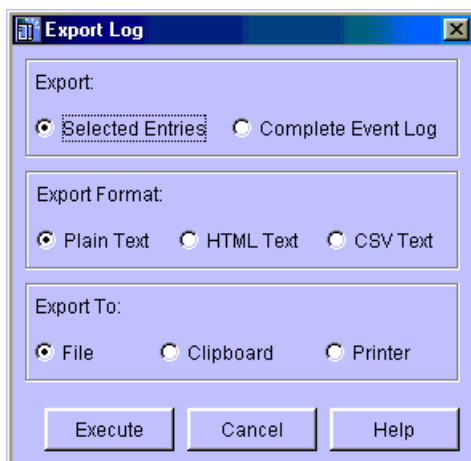 Export Log
Export:
Selected Entries Complete Event Log
Export Format:
Plain Text HTML Text CSV Text
Export To:
File Clipboard Printer
Execute Cancel Help